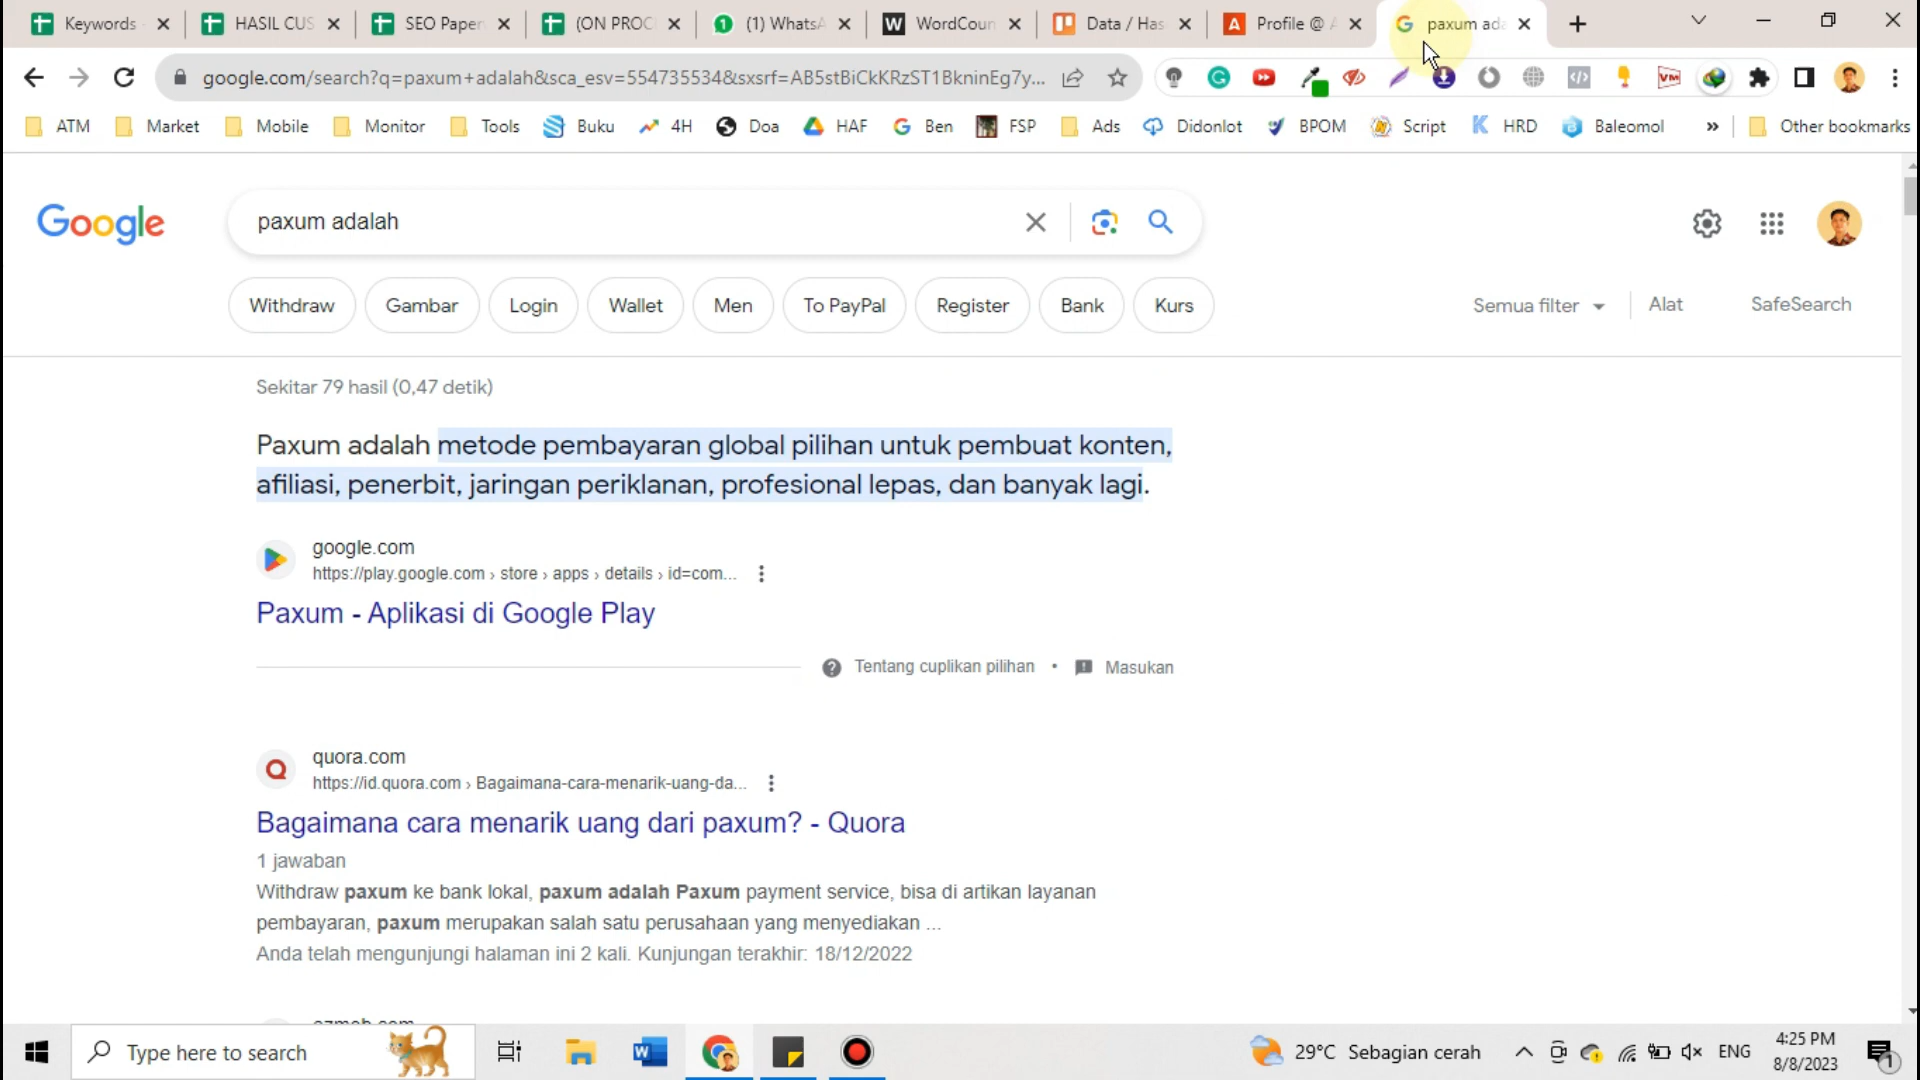 Keywords
HASIL CUS
SEO Paper
(ON PROC
1
(1) WhatsA
W
WordCoun
Data / Has
A
Profile @ A
G
paxum ada
google.com/search?q=paxum+adalah&sca_esv=554735534&sxsrf=AB5stBiCkKRzST1BkninEg7y...
ATM
Market
Mobile
Monitor
Tools
Buku
4H
Doa
HAF
Ben
FSP
Ads
Didonlot
BPOM
Script
HRD
Baleomol
»
Other bookmarks
Google
paxum adalah
Withdraw
Gambar
Login
Wallet
Men
To PayPal
Register
Bank
Kurs
Semua filter
Alat
SafeSearch
Sekitar 79 hasil (0,47 detik)
Paxum adalah metode pembayaran global pilihan untuk pembuat konten,
afiliasi, penerbit, jaringan periklanan, profesional lepas, dan banyak lagi.
google.com
https://play.google.com › store › apps › details › id=com...
Paxum - Aplikasi di Google Play
Tentang cuplikan pilihan • Masukan
quora.com
https://id.quora.com › Bagaimana-cara-menarik-uang-da...
Bagaimana cara menarik uang dari paxum? - Quora
1 jawaban
Withdraw paxum ke bank lokal, paxum adalah Paxum payment service, bisa di artikan layanan
pembayaran, paxum merupakan salah satu perusahaan yang menyediakan ...
Anda telah mengunjungi halaman ini 2 kali. Kunjungan terakhir: 18/12/2022
Type here to search
29°C Sebagian cerah
ENG
4:25 PM
8/8/2023
1